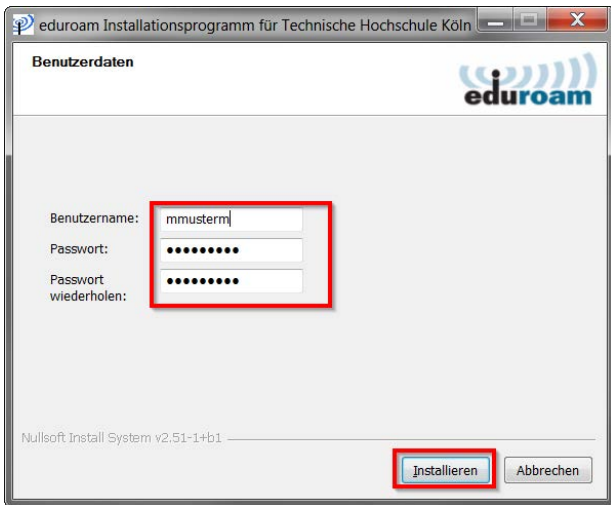 eduroam Installationsprogramm für Technische Hochschule Köln
Benutzerdaten
eduroam
Benutzername:
mmusterm
Passwort:
●●●●●●●●●
Passwort
wiederholen:
●●●●●●●●●
Nullsoft Install System v2.51-1+b1
Installieren
Abbrechen